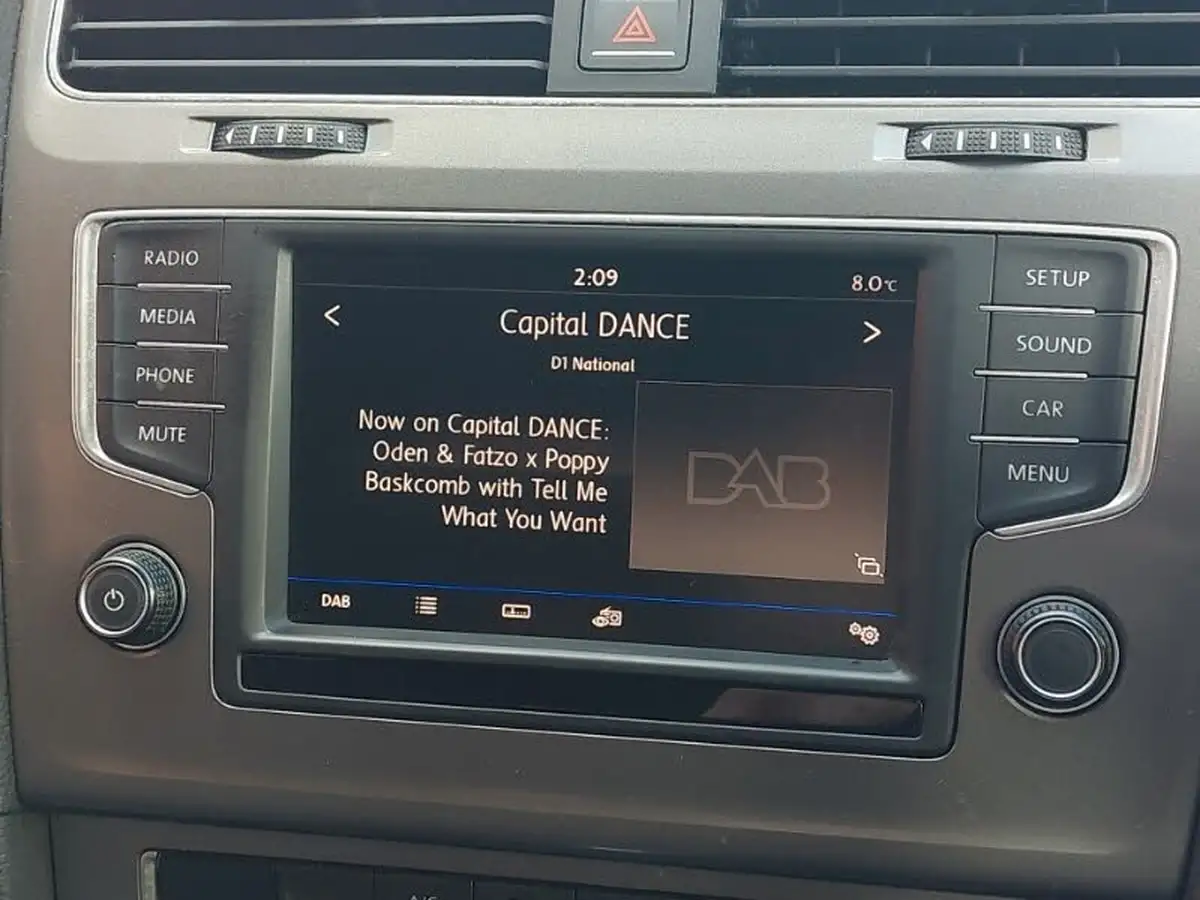 RADIO
MEDIA
PHONE
MUTE
2:09
8.0°C
Capital DANCE
D1 National
Now on Capital DANCE:
Oden & Fatzo x Poppy
Baskcomb with Tell Me
What You Want
DAB
DAB
SETUP
SOUND
CAR
MENU
A/C